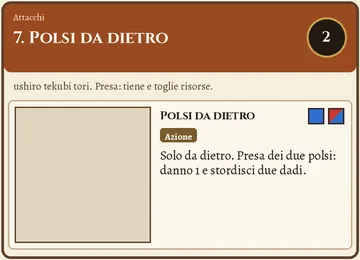 Attacchi
7. Polsi da dietro
2
ushiro tekubi tori. Presa: tiene e toglie risorse.
Polsi da dietro
Azione
Solo da dietro. Presa dei due polsi:
danno 1 e stordisci due dadi.